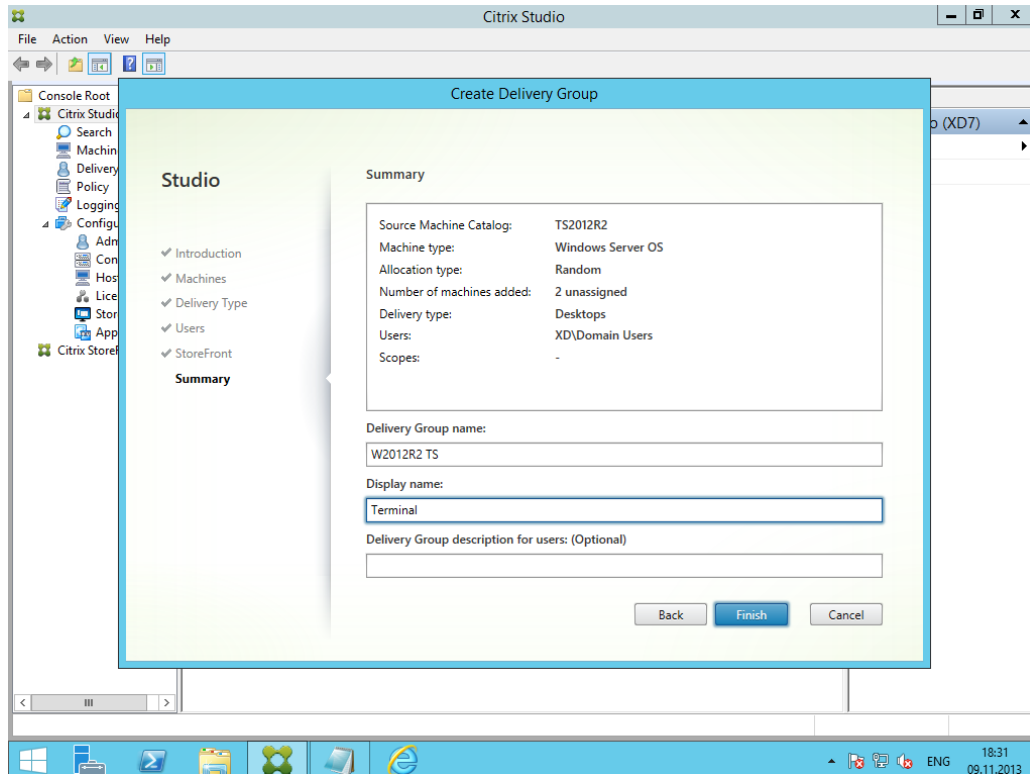 Citrix Studio
File Action View Help
Create Delivery Group
Console Root
Citrix Studio
(XD7)
Search
Machin
Delivery
Policy
Logging
Configu
Adm
Con
Host
Lice
Stor
App
Citrix StoreF
Studio
Introduction
Machines
Delivery Type
Users
StoreFront
Summary
Summary
Source Machine Catalog: TS2012R2
Machine type: Windows Server OS
Allocation type: Random
Number of machines added: 2 unassigned
Delivery type: Desktops
Users: XD\Domain Users
Scopes: -
Delivery Group name:
W2012R2 TS
Display name:
Terminal
Delivery Group description for users: (Optional)
Back Finish Cancel
ENG 18:31
09.11.2013